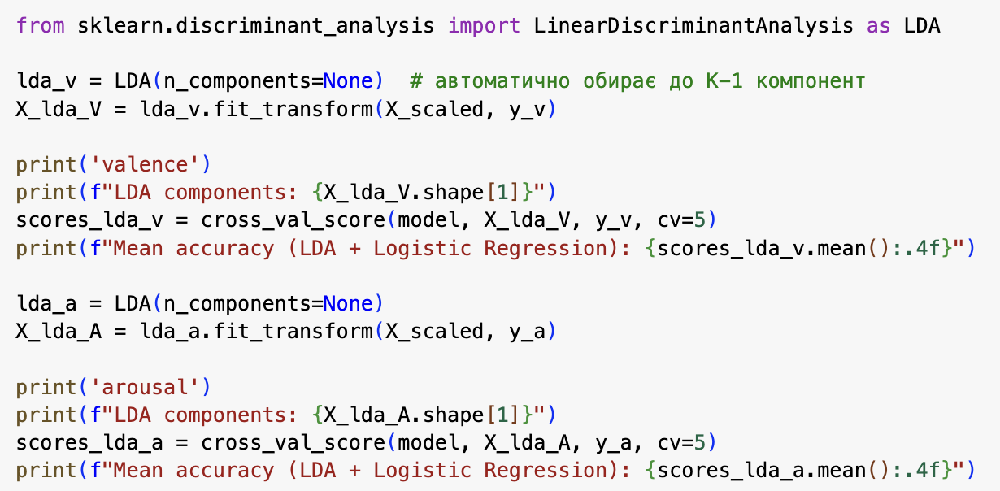 from sklearn.discriminant_analysis import LinearDiscriminantAnalysis as LDA
lda_v = LDA(n_components=None)  # автоматично обирає до K-1 компонент
X_lda_V = lda_v.fit_transform(X_scaled, y_v)
print('valence')
print(f"LDA components: {X_lda_V.shape[1]}")
scores_lda_v = cross_val_score(model, X_lda_V, y_v, cv=5)
print(f"Mean accuracy (LDA + Logistic Regression): {scores_lda_v.mean():.4f}")
lda_a = LDA(n_components=None)
X_lda_A = lda_a.fit_transform(X_scaled, y_a)
print('arousal')
print(f"LDA components: {X_lda_A.shape[1]}")
scores_lda_a = cross_val_score(model, X_lda_A, y_a, cv=5)
print(f"Mean accuracy (LDA + Logistic Regression): {scores_lda_a.mean():.4f}")